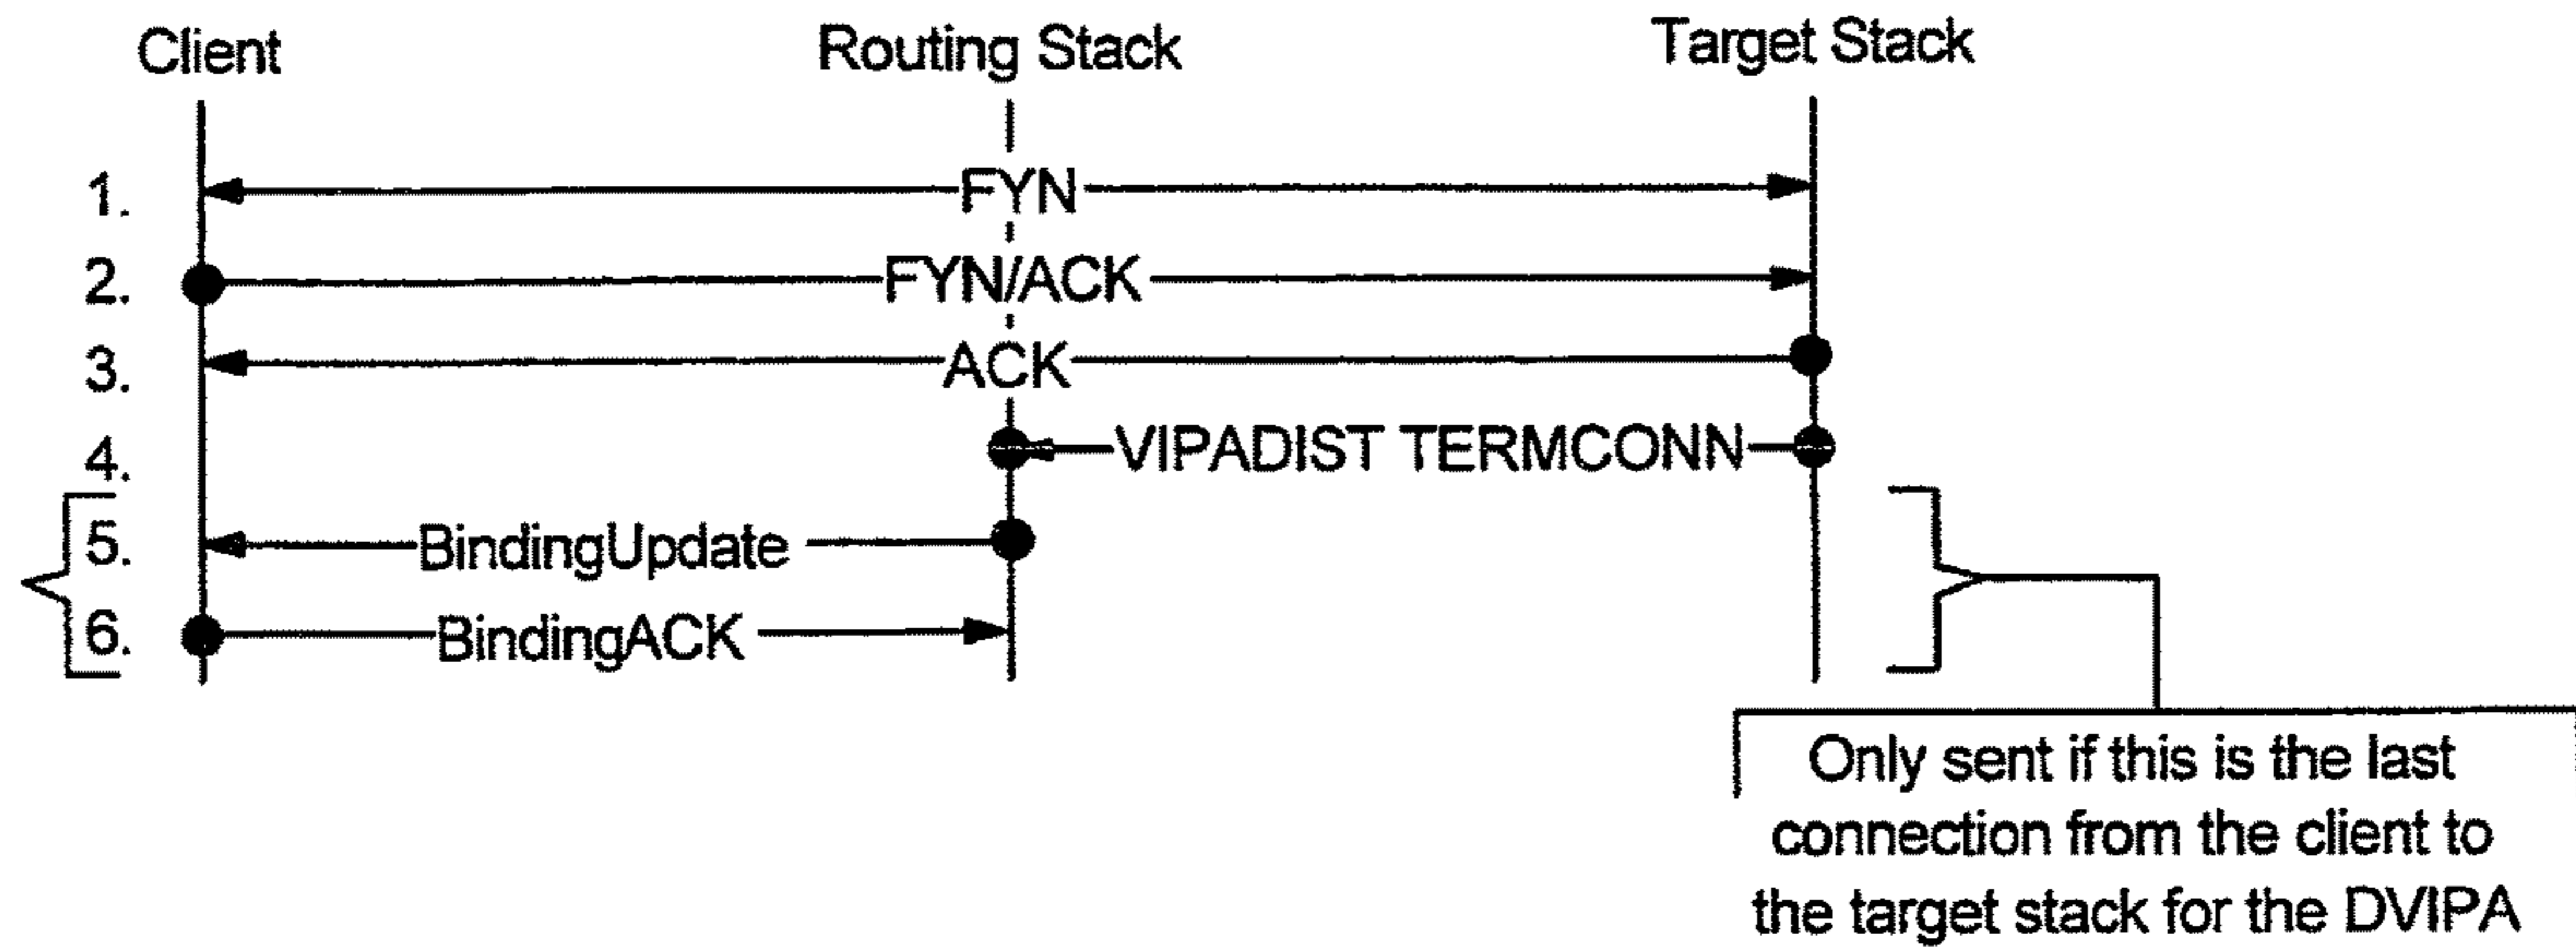 Client Routing Stack Target Stack
1. FYN
2. FYN/ACK
3. ACK
4. VIPADIST TERMCONN
5. BindingUpdate
6. BindingACK
Only sent if this is the last
connection from the client to
the target stack for the DVIPA